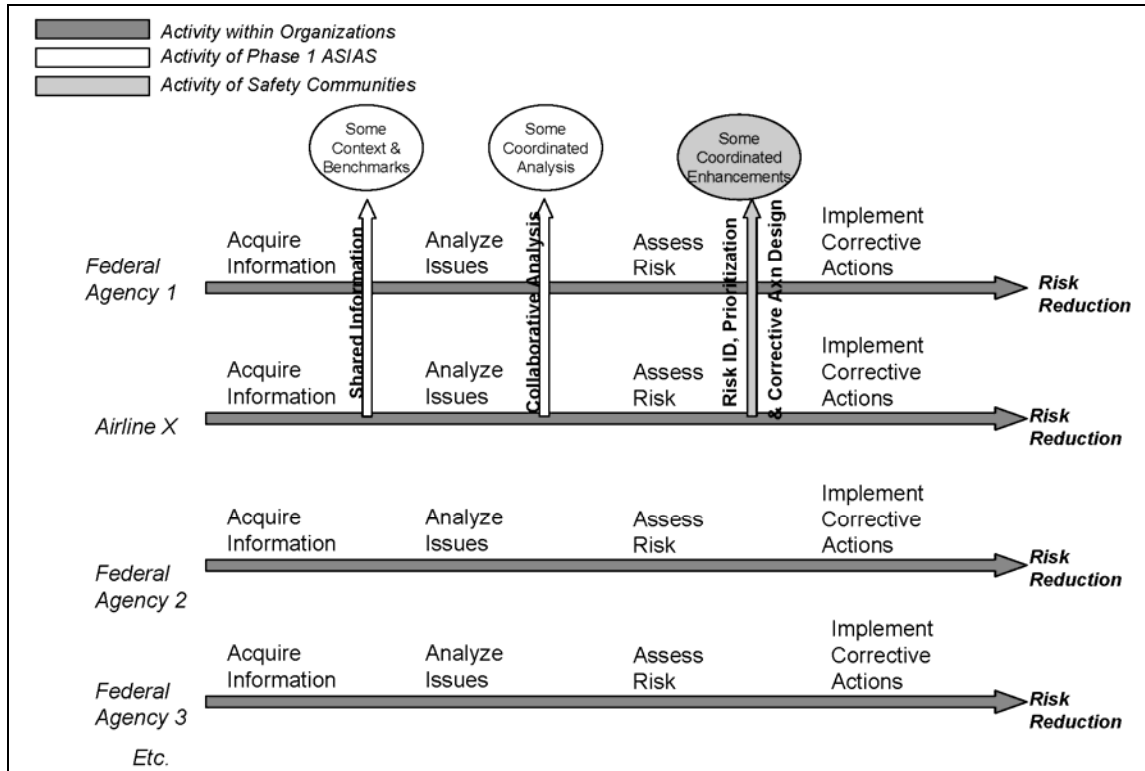 Activity within Organizations
Activity of Phase 1 ASIAS
Activity of Safety Communities
Some
Context &
Benchmarks
Some
Coordinated
Analysis
Some
Coordinated
Enhancements
Federal
Agency 1
Acquire
Information
Shared Information
Analyze
Issues
Collaborative Analysis
Assess
Risk
Risk ID, Prioritization
& Corrective Axn Design
Implement
Corrective
Actions
Risk
Reduction
Airline X
Acquire
Information
Analyze
Issues
Assess
Risk
Implement
Corrective
Actions
Risk
Reduction
Federal
Agency 2
Acquire
Information
Analyze
Issues
Assess
Risk
Implement
Corrective
Actions
Risk
Reduction
Federal
Agency 3
Acquire
Information
Analyze
Issues
Assess
Risk
Implement
Corrective
Actions
Risk
Reduction
Etc.